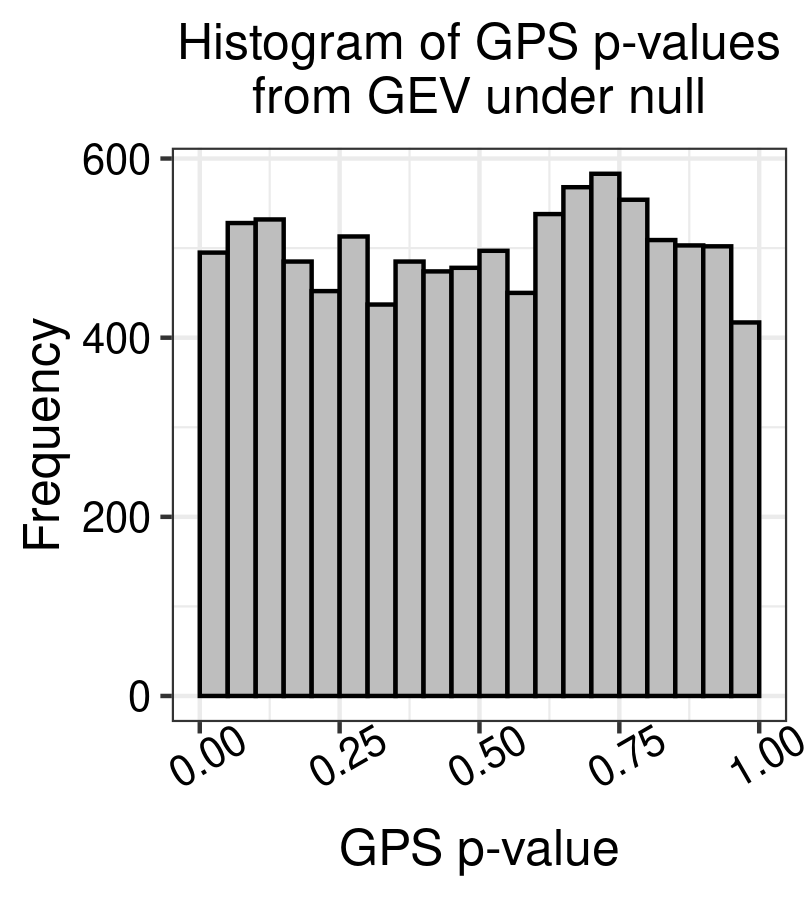 Histogram of GPS p-values
from GEV under null
600
400
200
0
Frequency
0.00 0.25 0.50 0.75 1.00
GPS p-value